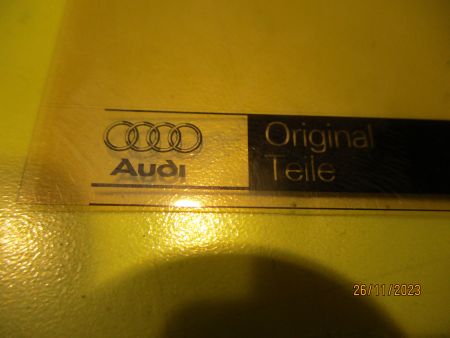 Audi
Original
Teile
26/11/2023